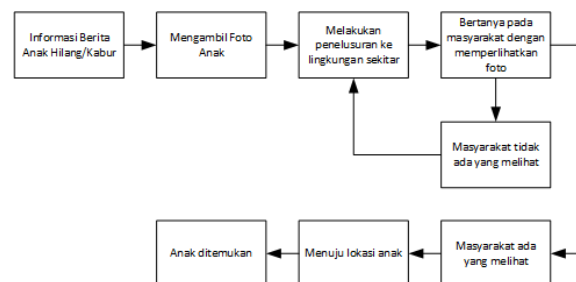 Informasi Berita
Anak Hilang/Kabur
Mengambil Foto
Anak
Melakukan
penelusuran ke
lingkungan sekitar
Bertanya pada
masyarakat dengan
memperlihatkan
foto
Masyarakat tidak
ada yang melihat
Masyarakat ada
yang melihat
Menuju lokasi anak
Anak ditemukan